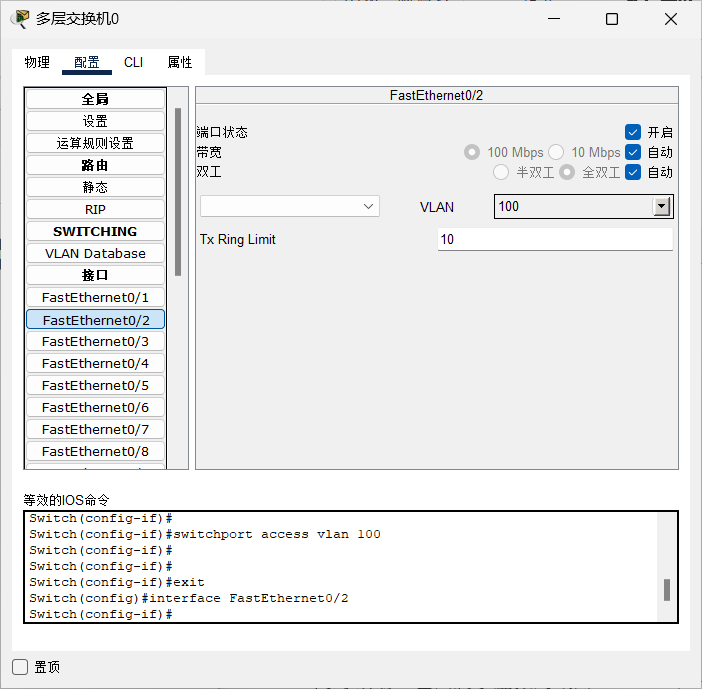 多层交换机0
物理 配置 CLI 属性
全局
设置
运算规则设置
路由
静态
RIP
SWITCHING
VLAN Database
接口
FastEthernet0/1
FastEthernet0/2
FastEthernet0/3
FastEthernet0/4
FastEthernet0/5
FastEthernet0/6
FastEthernet0/7
FastEthernet0/8
FastEthernet0/2
端口状态 开启
带宽 100 Mbps 10 Mbps 自动
双工 半双工 全双工 自动
VLAN 100
Tx Ring Limit 10
等效的IOS命令
Switch(config-if)#
Switch(config-if)#switchport access vlan 100
Switch(config-if)#
Switch(config-if)#
Switch(config-if)#exit
Switch(config)#interface FastEthernet0/2
Switch(config-if)#
置顶